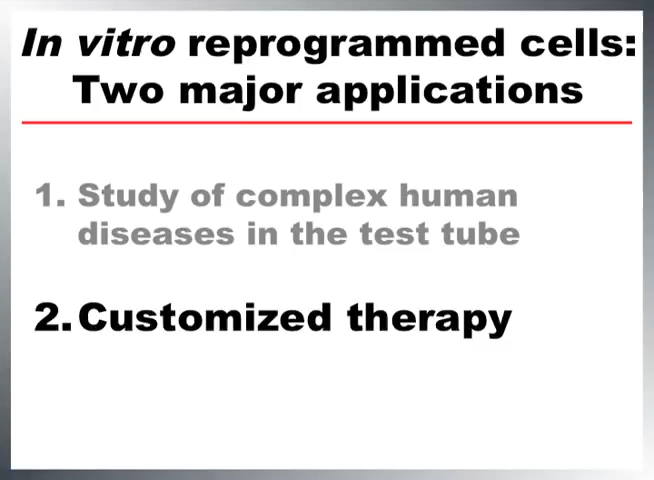 In vitro reprogrammed cells:
Two major applications
1. Study of complex human
diseases in the test tube
2. Customized therapy